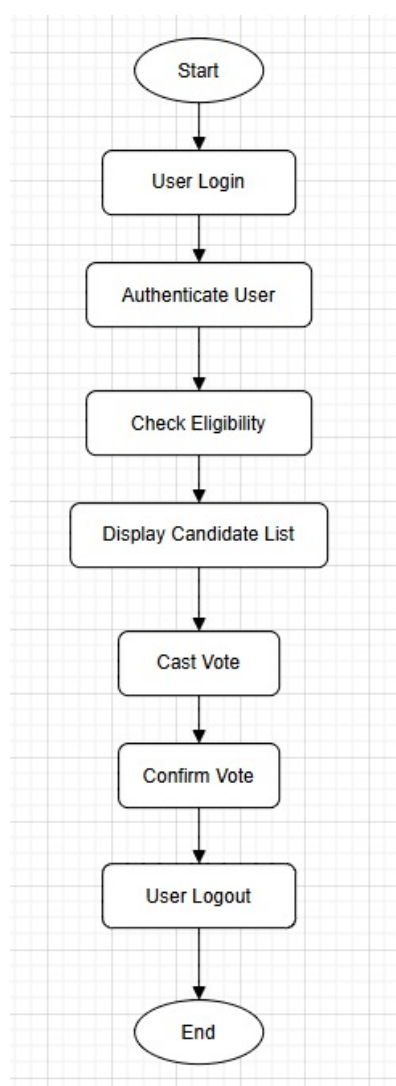 Start
User Login
Authenticate User
Check Eligibility
Display Candidate List
Cast Vote
Confirm Vote
User Logout
End